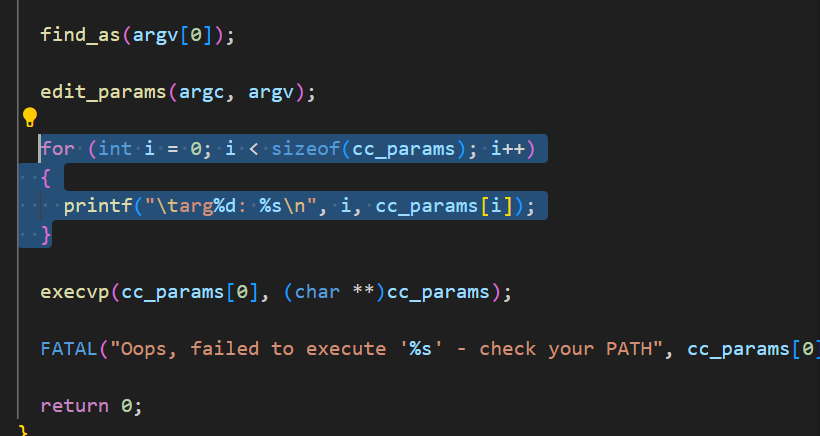 find_as(argv[0]);
edit_params(argc, argv);
for (int i = 0; i < sizeof(cc_params); i++)
{
printf("\targ%d: %s\n", i, cc_params[i]);
}
execvp(cc_params[0], (char **)cc_params);
FATAL("Oops, failed to execute '%s' - check your PATH", cc_params[0]
return 0;
}